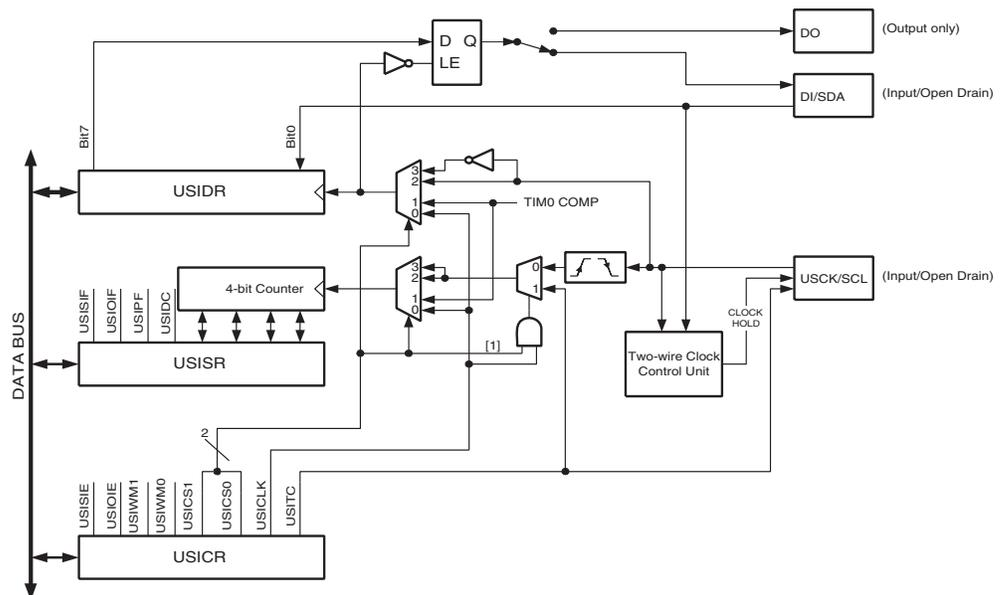 D Q
LE
DO
(Output only)
DI/SDA
(Input/Open Drain)
Bit7
Bit0
USIDR
3
2
1
0
TIM0 COMP
3
2
1
0
0
1
USCK/SCL
(Input/Open Drain)
CLOCK
HOLD
4-bit Counter
USISIF
USIOIF
USIPF
USIDC
[1]
Two-wire Clock
Control Unit
USISR
DATA BUS
2
USISIE
USIOIE
USIWM1
USIWM0
USICS1
USICS0
USICLK
USITC
USICR